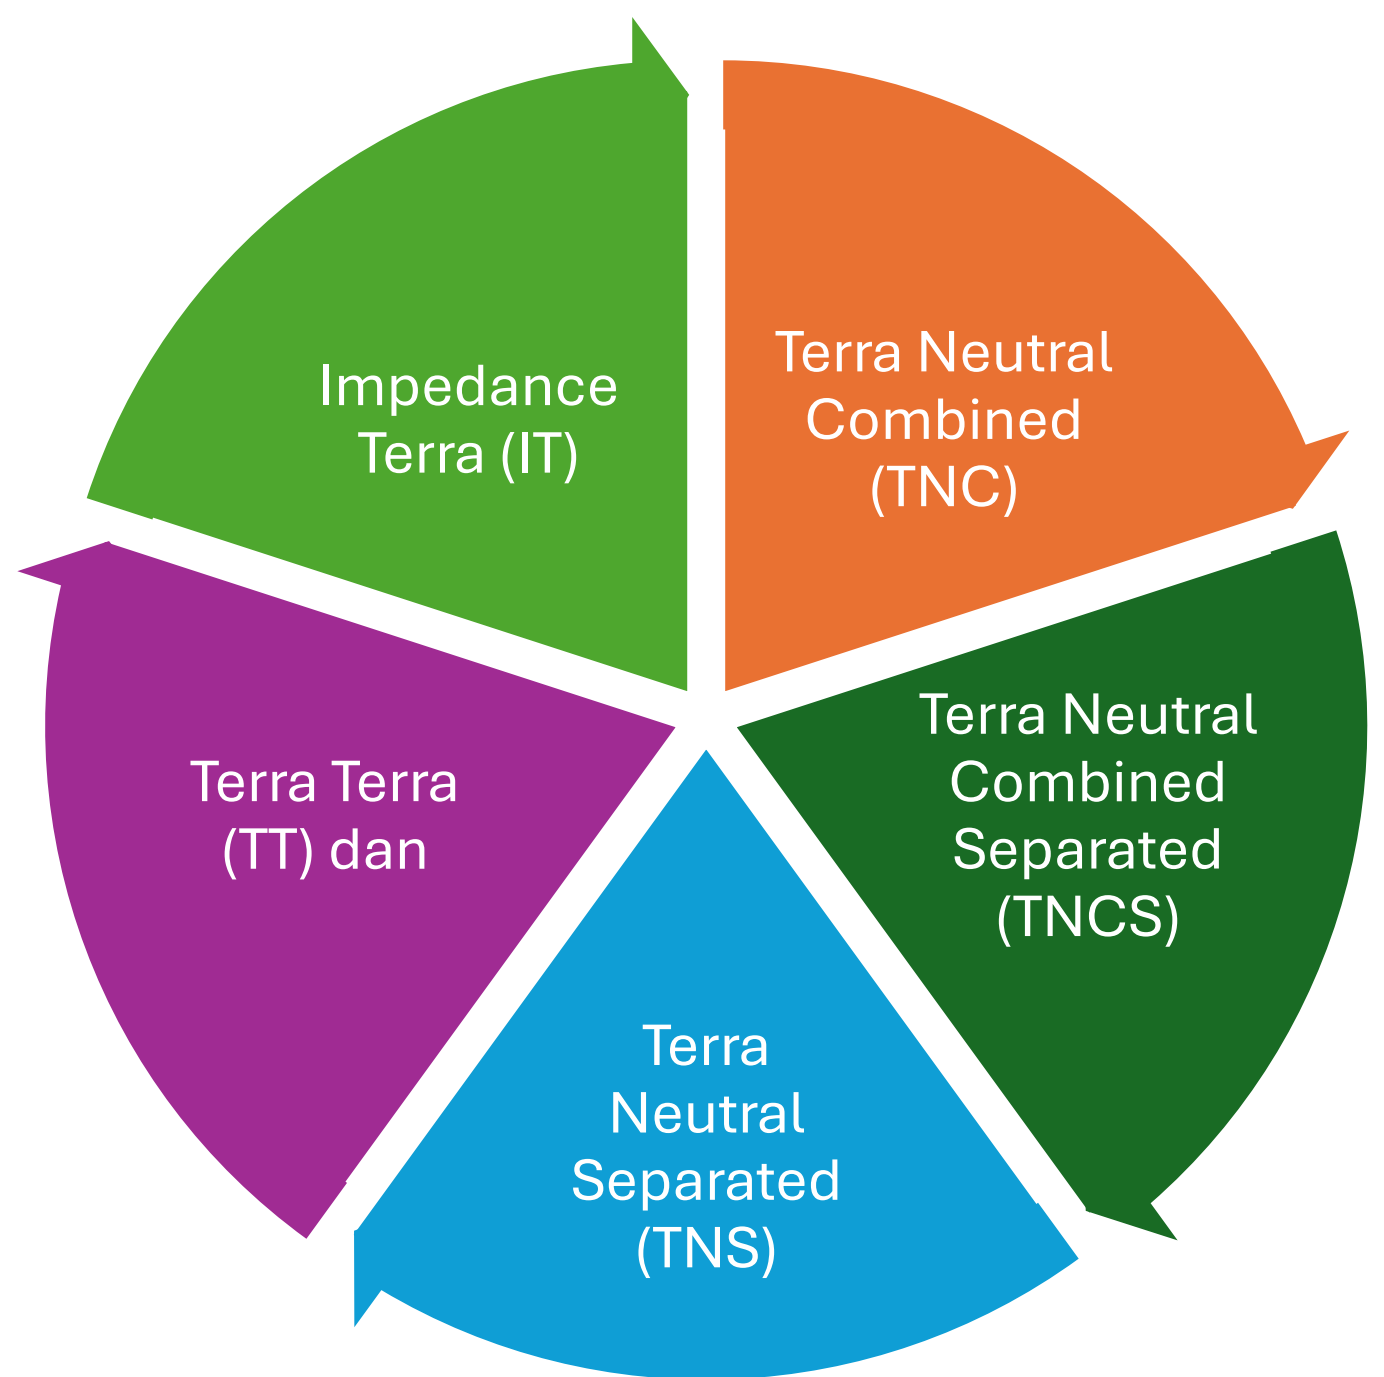 Terra Neutral
Combined
(TNC)
Terra Neutral
Combined
Separated
(TNCS)
Terra
Neutral
Separated
(TNS)
Terra Terra
(TT) dan
Impedance
Terra (IT)